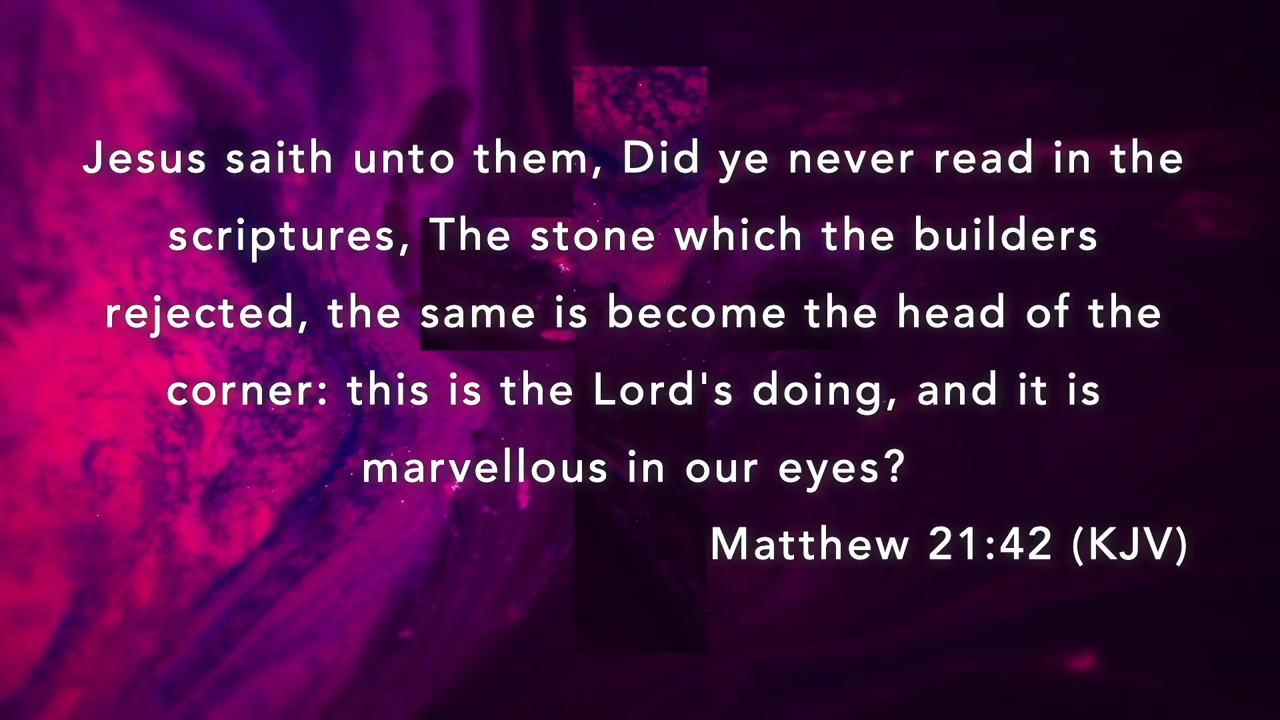 Jesus saith unto them, Did ye never read in the
scriptures, The stone which the builders
rejected, the same is become the head of the
corner: this is the Lord's doing, and it is
marvellous in our eyes?
Matthew 21:42 (KJV)